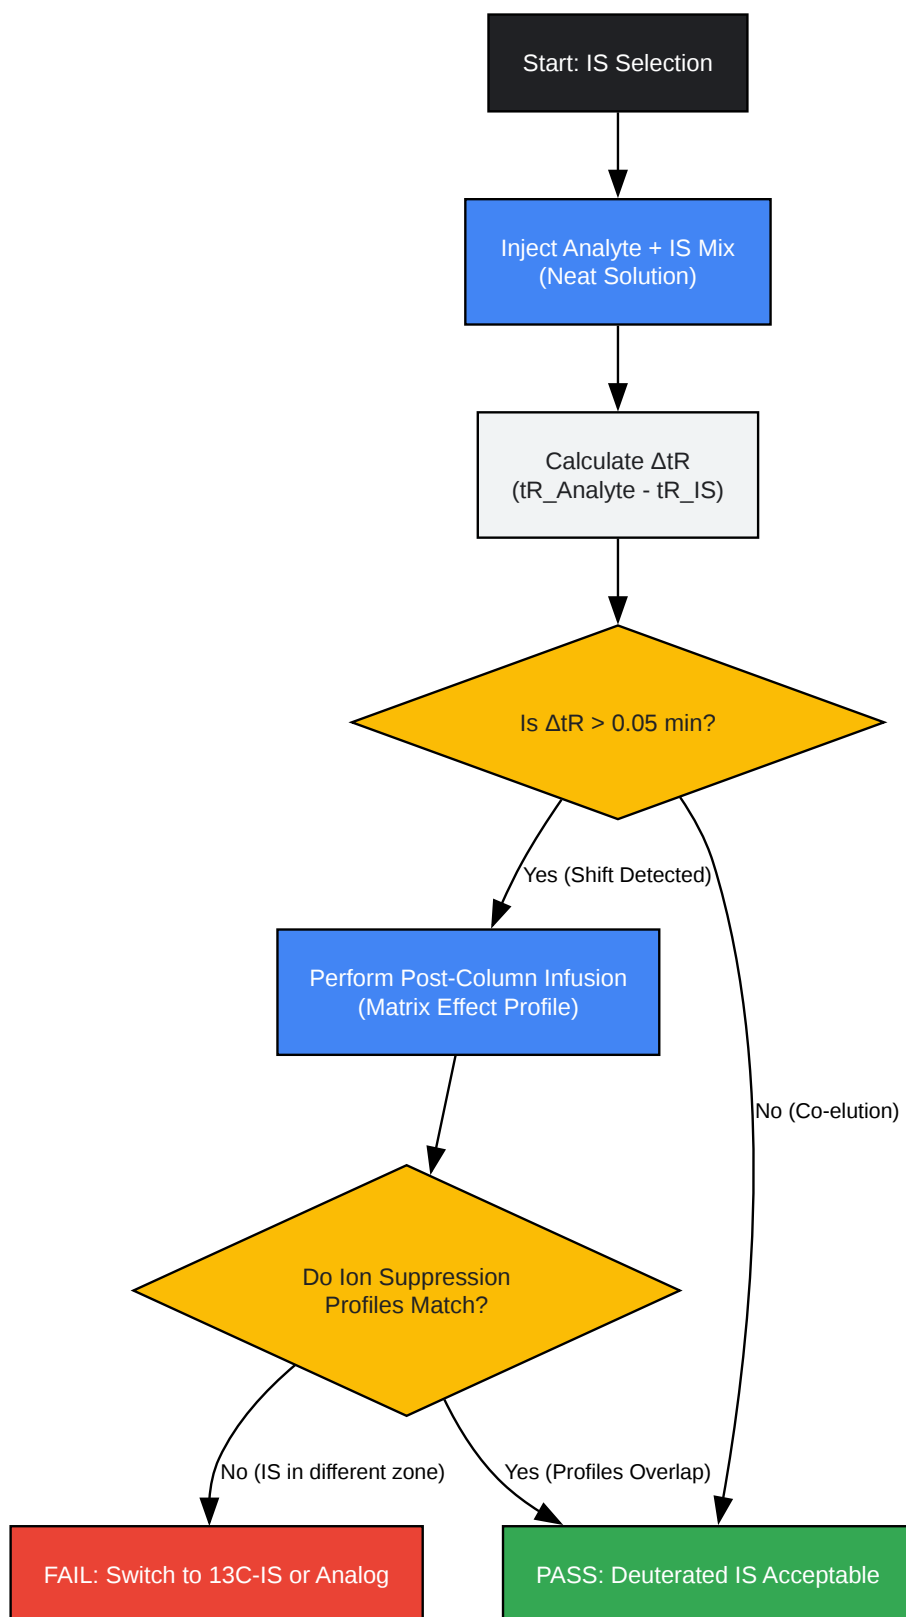 Start: IS Selection
Inject Analyte + IS Mix
(Neat Solution)
Calculate ΔtR
(tR_Analyte - tR_IS)
Is ΔtR > 0.05 min?
Yes (Shift Detected)
Perform Post-Column Infusion
(Matrix Effect Profile)
No (Co-elution)
Do Ion Suppression
Profiles Match?
No (IS in different zone)
Yes (Profiles Overlap)
FAIL: Switch to 13C-IS or Analog
PASS: Deuterated IS Acceptable